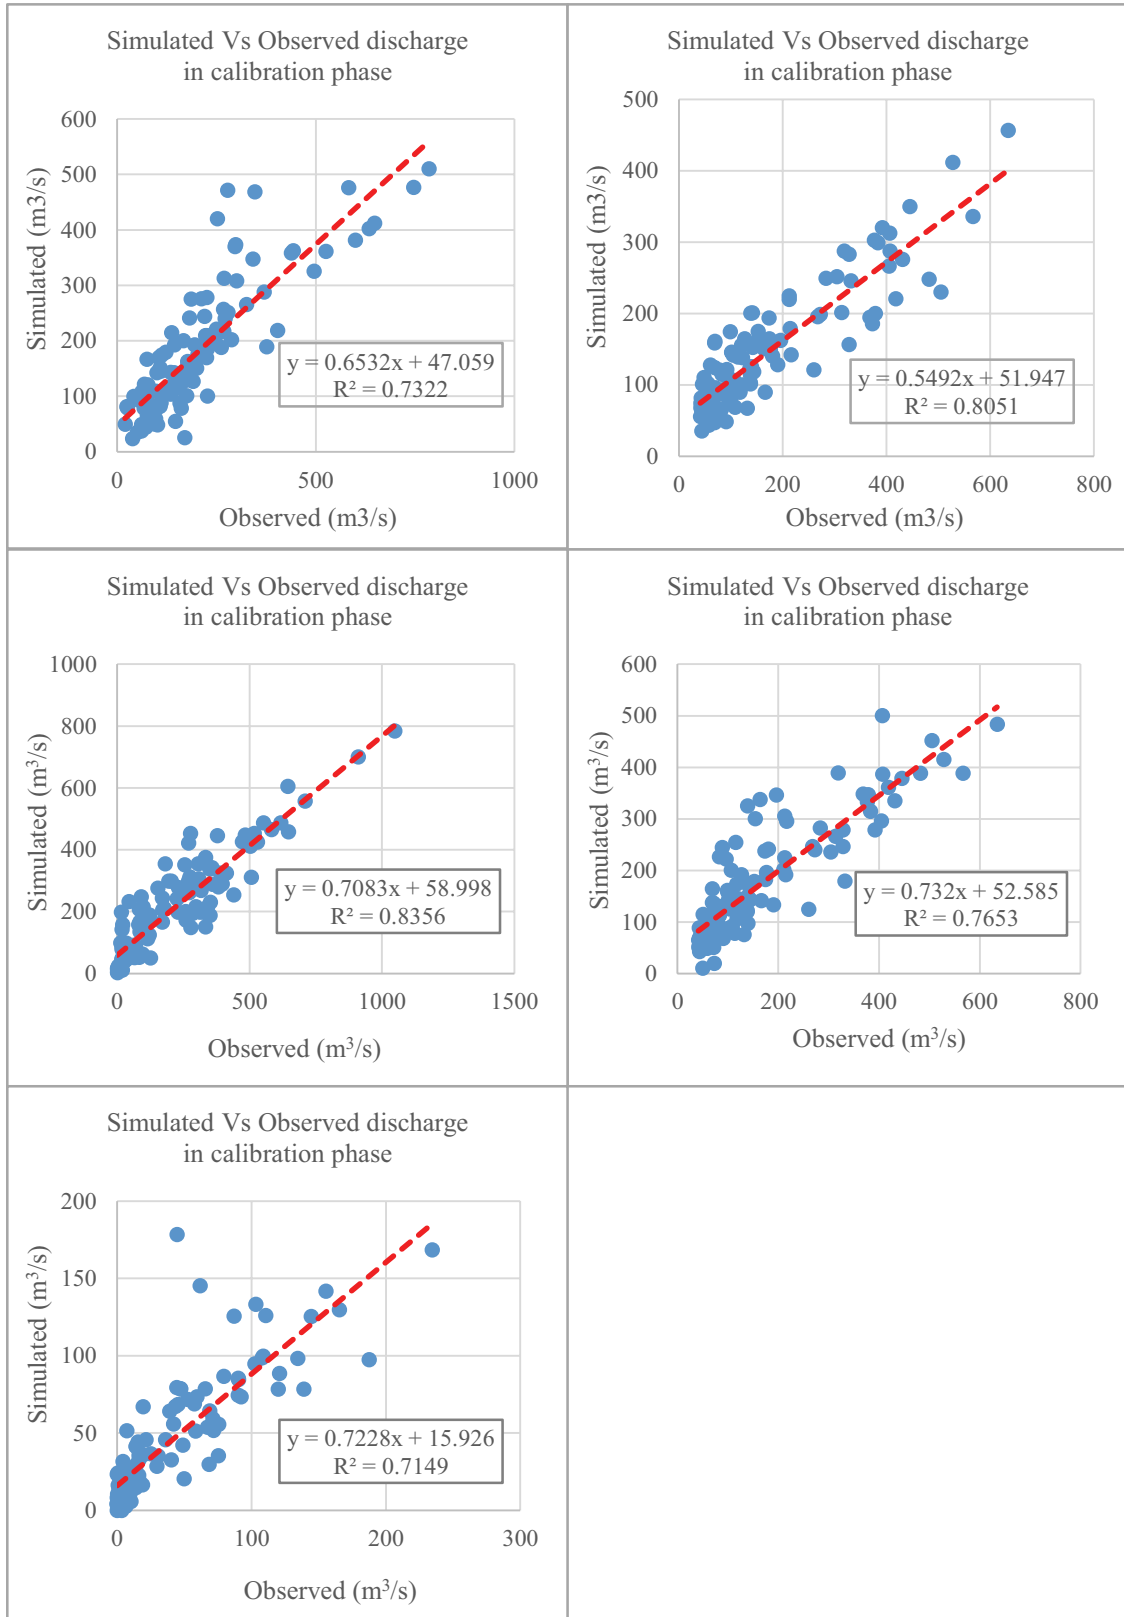 Simulated Vs Observed discharge
in calibration phase
600
500
400
300
200
100
0
Simulated (m3/s)
y = 0.6532x + 47.059
R² = 0.7322
0
500
1000
Observed (m3/s)
Simulated Vs Observed discharge
in calibration phase
500
400
300
200
100
0
Simulated (m3/s)
y = 0.5492x + 51.947
R² = 0.8051
0
200
400
600
800
Observed (m3/s)
Simulated Vs Observed discharge
in calibration phase
1000
800
600
400
200
0
Simulated (m³/s)
y = 0.7083x + 58.998
R² = 0.8356
0
500
1000
1500
Observed (m³/s)
Simulated Vs Observed discharge
in calibration phase
600
500
400
300
200
100
0
Simulated (m³/s)
y = 0.732x + 52.585
R² = 0.7653
0
200
400
600
800
Observed (m³/s)
Simulated Vs Observed discharge
in calibration phase
200
150
100
50
0
Simulated (m³/s)
y = 0.7228x + 15.926
R² = 0.7149
0
100
200
300
Observed (m³/s)